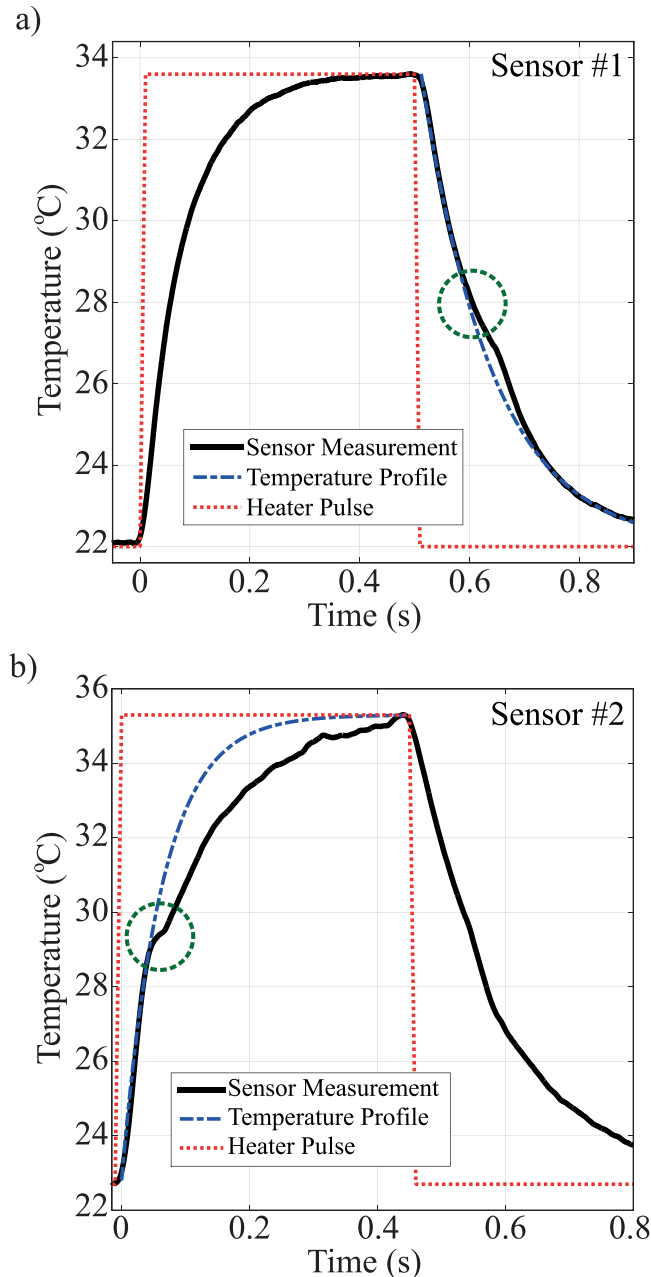 a)
Sensor #1
34
32
30
28
26
24
22
Temperature (°C)
Sensor Measurement
Temperature Profile
Heater Pulse
0
0.2
0.4
0.6
0.8
Time (s)
b)
Sensor #2
36
34
32
30
28
26
24
22
Temperature (°C)
Sensor Measurement
Temperature Profile
Heater Pulse
0
0.2
0.4
0.6
0.8
Time (s)